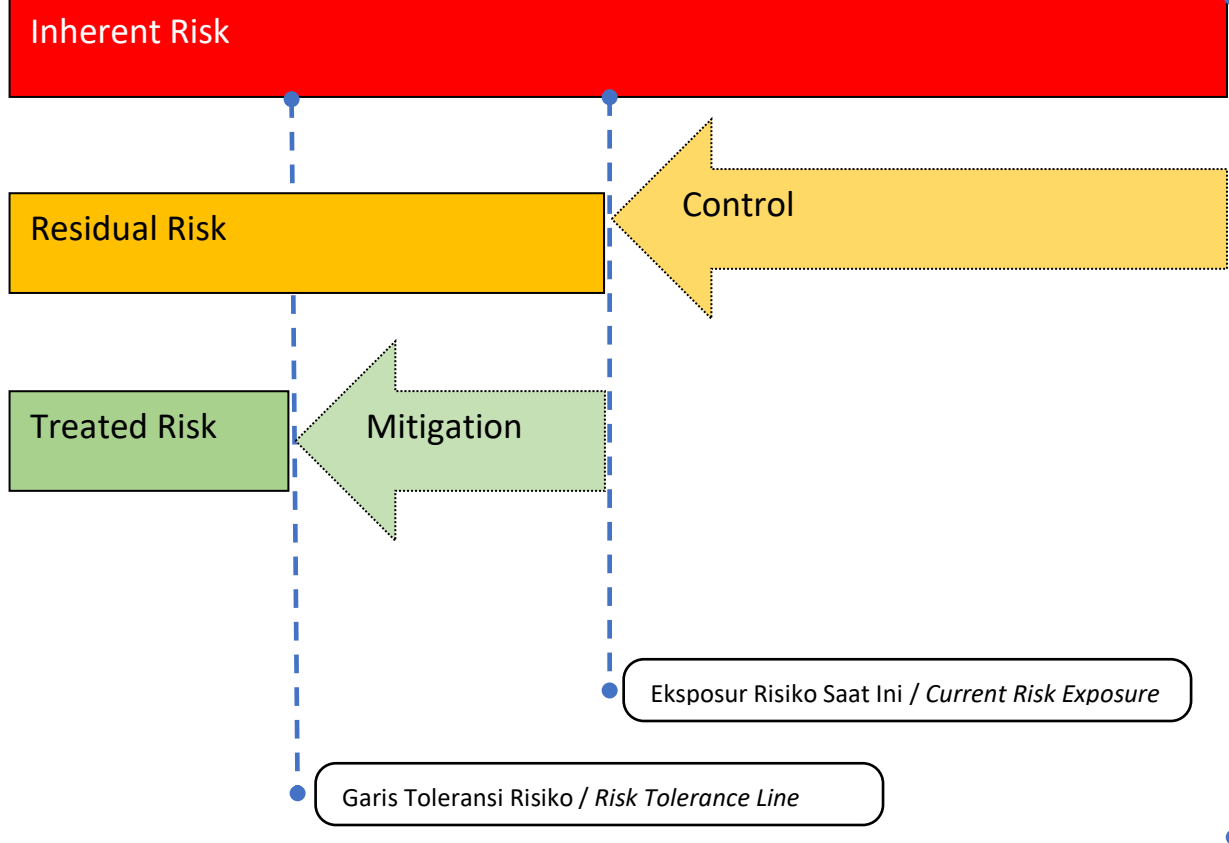 Inherent Risk
Control
Residual Risk
Treated Risk
Mitigation
Eksposur Risiko Saat Ini / Current Risk Exposure
Garis Toleransi Risiko / Risk Tolerance Line